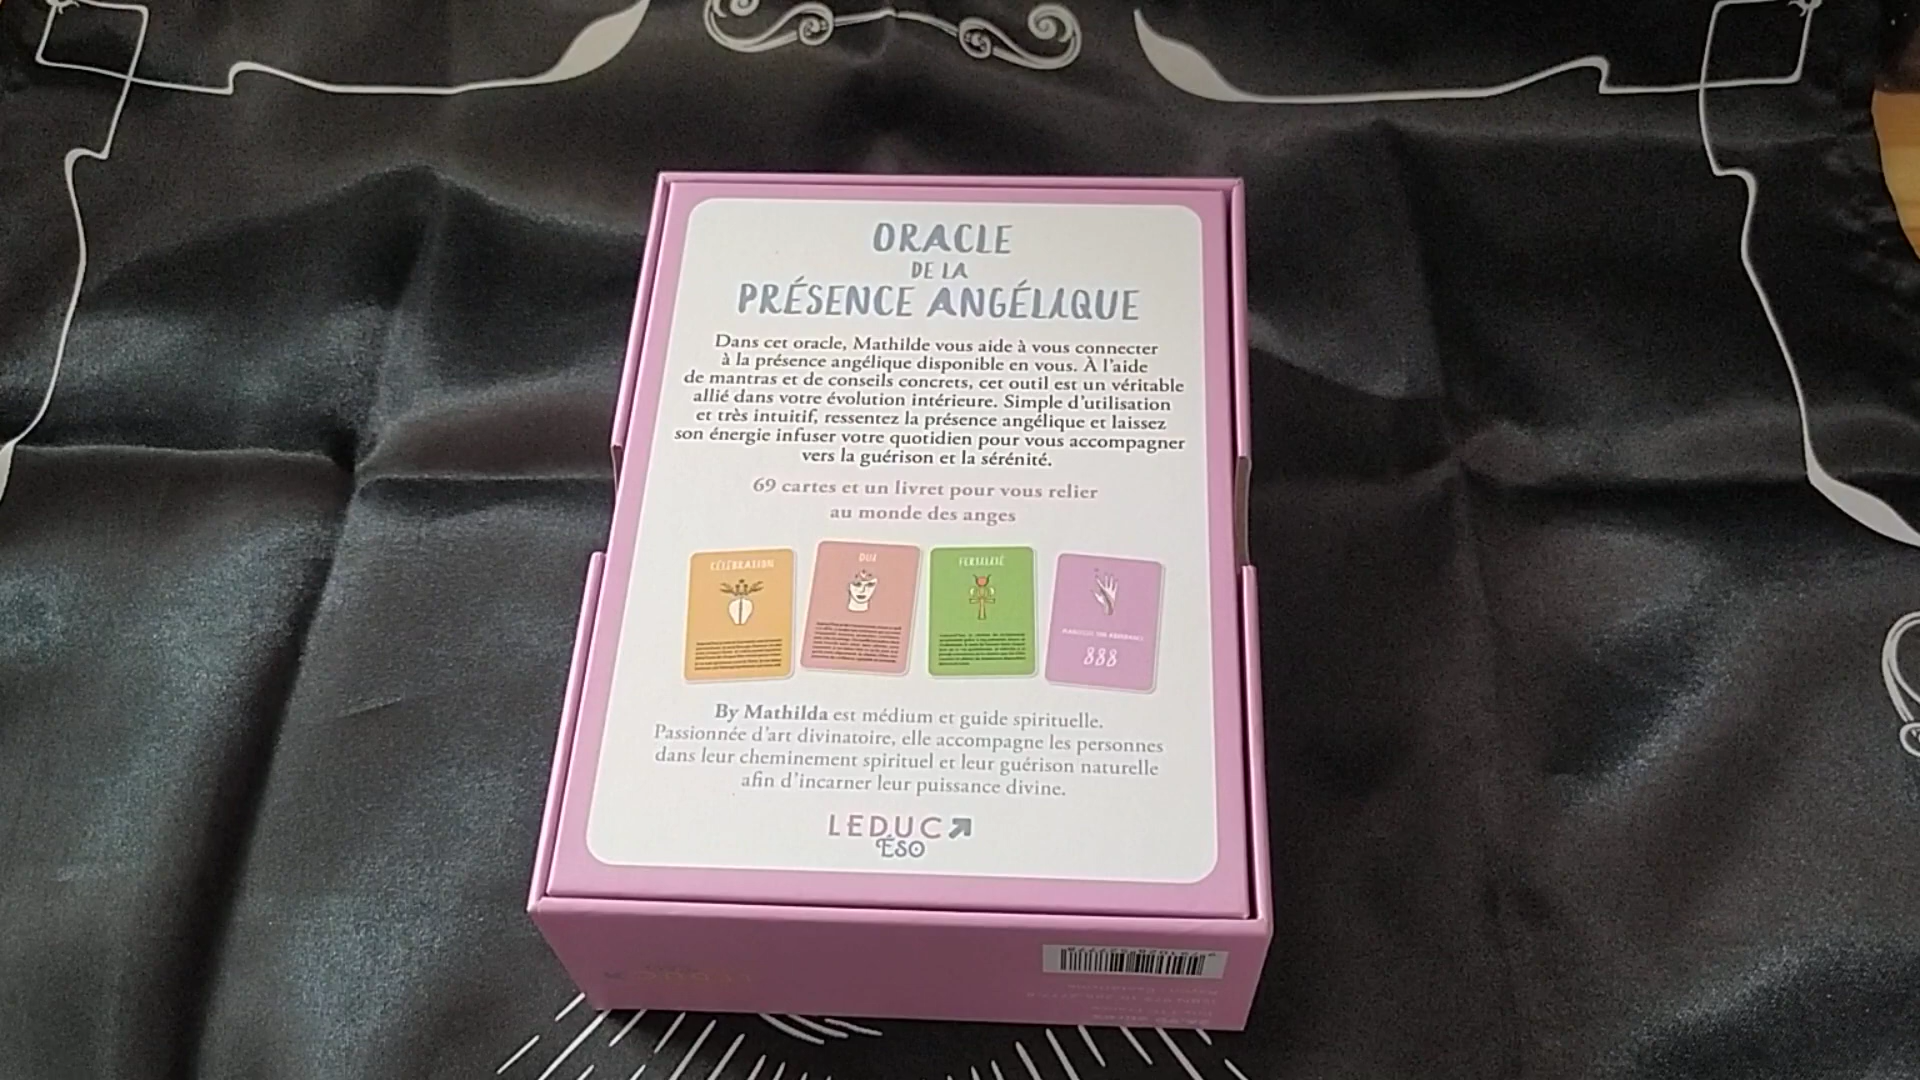 ORACLE
DE LA
PRÉSENCE ANGÉLIQUE
Dans cet oracle, Mathilde vous aide à vous connecter
à la présence angélique disponible en vous. À l'aide
de mantras et de conseils concrets, cet outil est un véritable
allié dans votre évolution intérieure. Simple d'utilisation
et très intuitif, ressentez la présence angélique et laissez
son énergie infuser votre quotidien pour vous accompagner
vers la guérison et la sérénité.
69 cartes et un livret pour vous relier
au monde des anges
CÉLÉBRATION
OUI
FERTILITÉ
888
By Mathilda est médium et guide spirituelle.
Passionnée d'art divinatoire, elle accompagne les personnes
dans leur cheminement spirituel et leur guérison naturelle
afin d'incarner leur puissance divine.
LEDUC
ÉSO